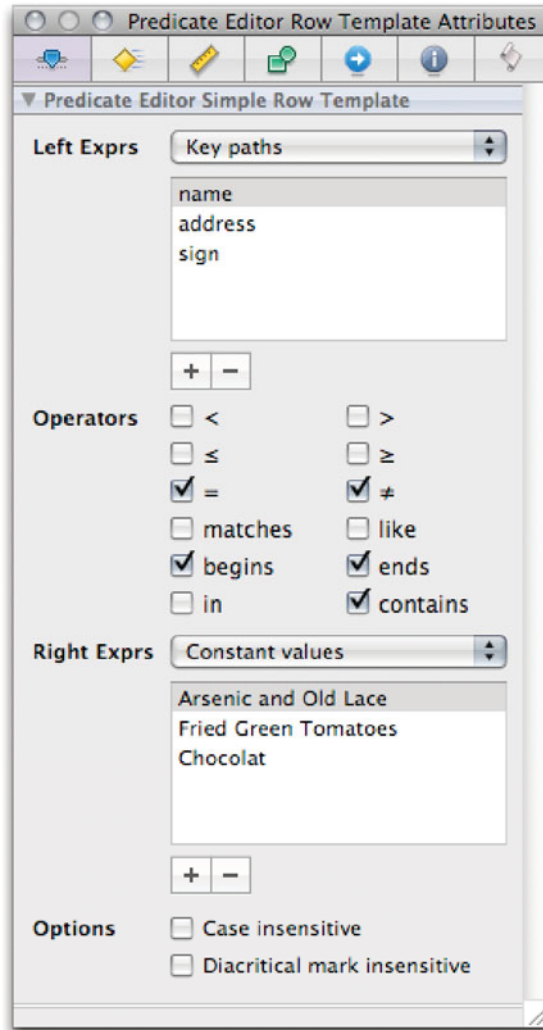 Predicate Editor Row Template Attributes
Predicate Editor Simple Row Template
Left Exprs Key paths
name
address
sign
+ −
Operators < >
≤ ≥
= ≠
matches like
begins ends
in contains
Right Exprs Constant values
Arsenic and Old Lace
Fried Green Tomatoes
Chocolat
+ −
Options Case insensitive
Diacritical mark insensitive